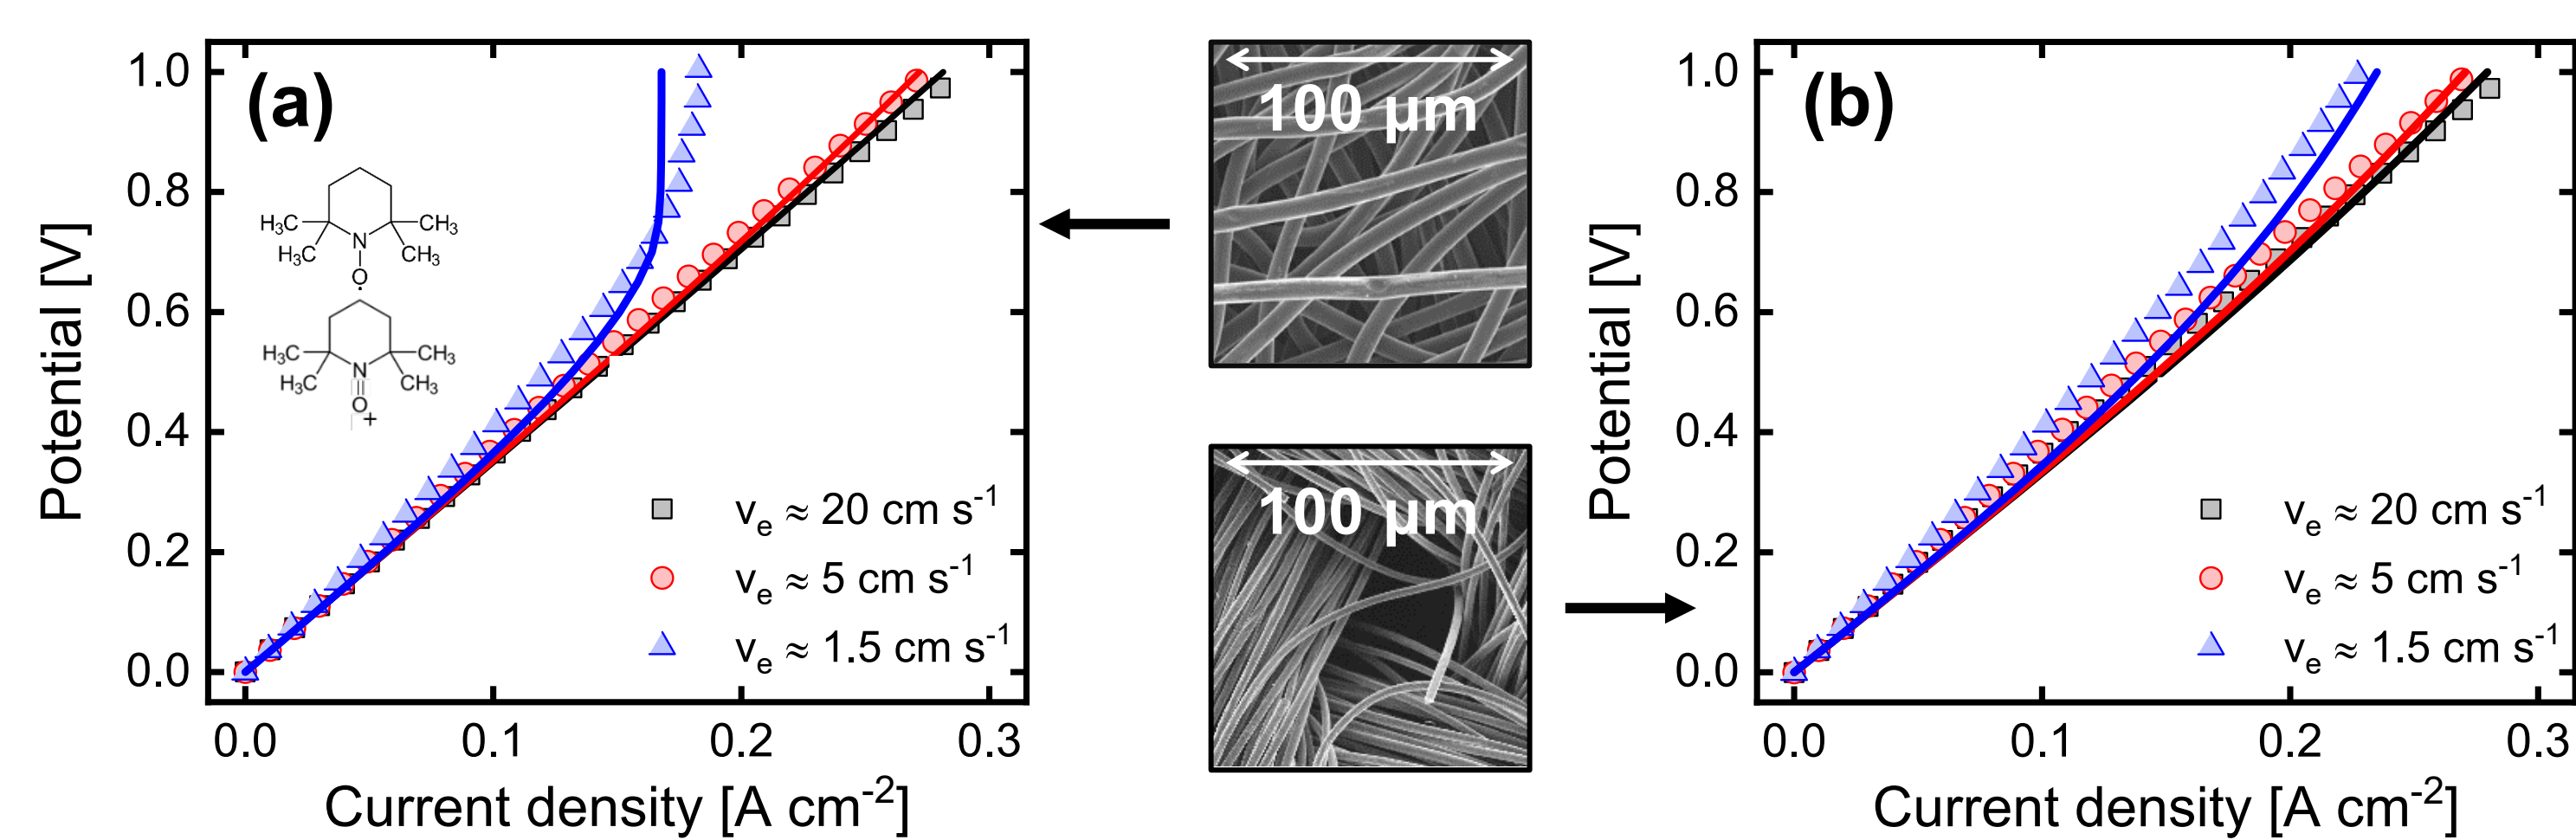 (a)
1.0
0.8
0.6
0.4
0.2
0.0
Potential [V]
H₃C
CH₃
H₃C
N
CH₃
O
H₃C
CH₃
H₃C
N
CH₃
O
+
vₑ ≈ 20 cm s⁻¹
vₑ ≈ 5 cm s⁻¹
vₑ ≈ 1.5 cm s⁻¹
0.0 0.1 0.2 0.3
Current density [A cm⁻²]
100 µm
100 µm
(b)
1.0
0.8
0.6
0.4
0.2
0.0
Potential [V]
vₑ ≈ 20 cm s⁻¹
vₑ ≈ 5 cm s⁻¹
vₑ ≈ 1.5 cm s⁻¹
0.0 0.1 0.2 0.3
Current density [A cm⁻²]